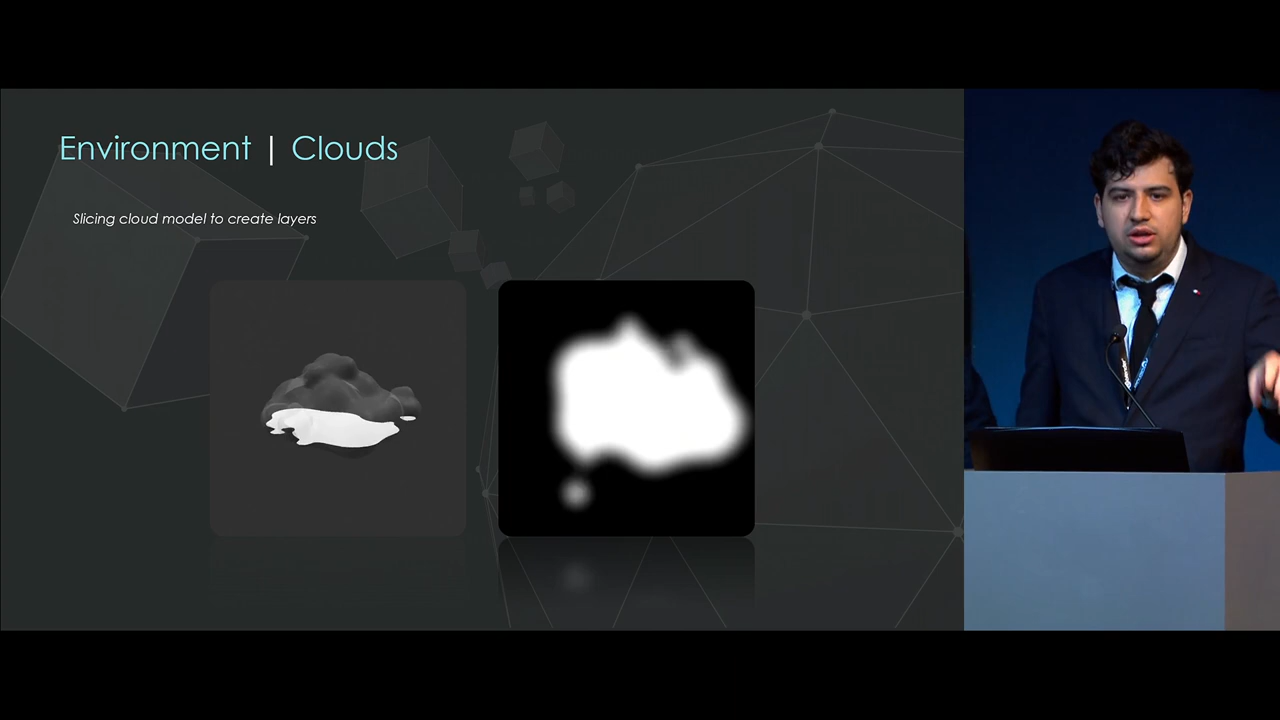 Environment | Clouds
Slicing cloud model to create layers